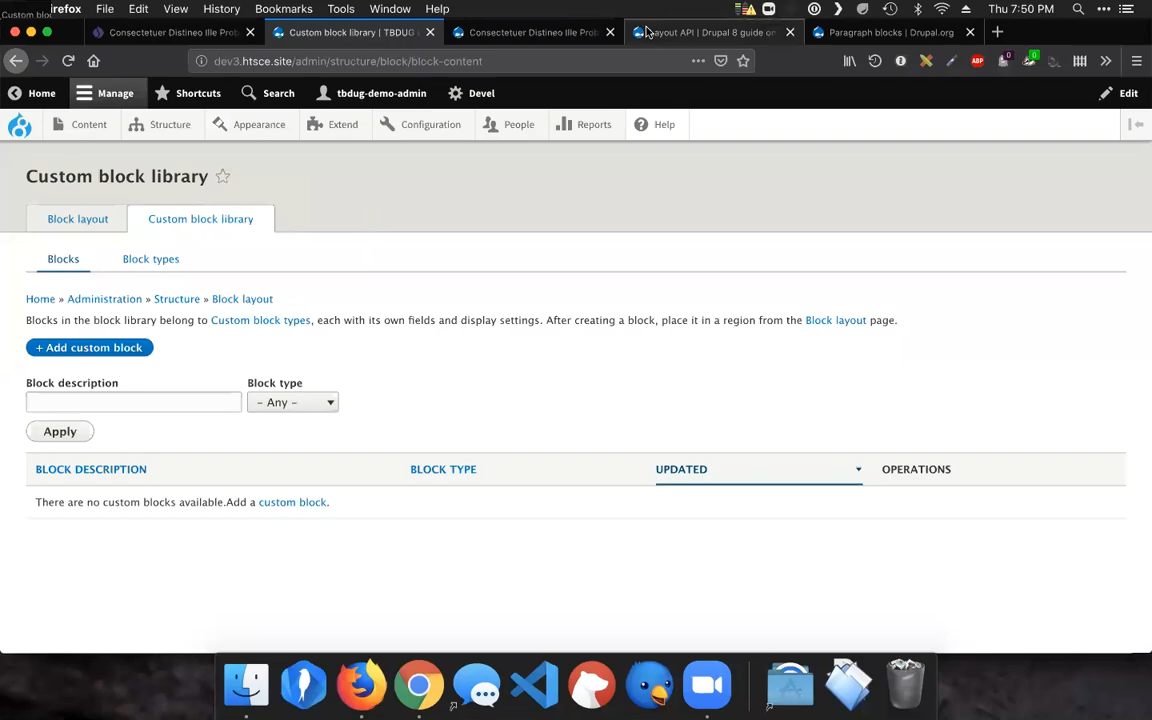 Firefox File Edit View History Bookmarks Tools Window Help Thu 7:50 PM
Consectetuer Distineo Ille Prob Custom block library | TBDUG Consectetuer Distineo Ille Prob Layout API | Drupal 8 guide on Paragraph blocks | Drupal.org
dev3.htsce.site/admin/structure/block/block-content
Home Manage Shortcuts Search tbdug-demo-admin Devel Edit
Content Structure Appearance Extend Configuration People Reports Help
Custom block library
Block layout Custom block library
Blocks Block types
Home » Administration » Structure » Block layout
Blocks in the block library belong to Custom block types, each with its own fields and display settings. After creating a block, place it in a region from the Block layout page.
+ Add custom block
Block description Block type
- Any -
Apply
BLOCK DESCRIPTION BLOCK TYPE UPDATED OPERATIONS
There are no custom blocks available.Add a custom block.